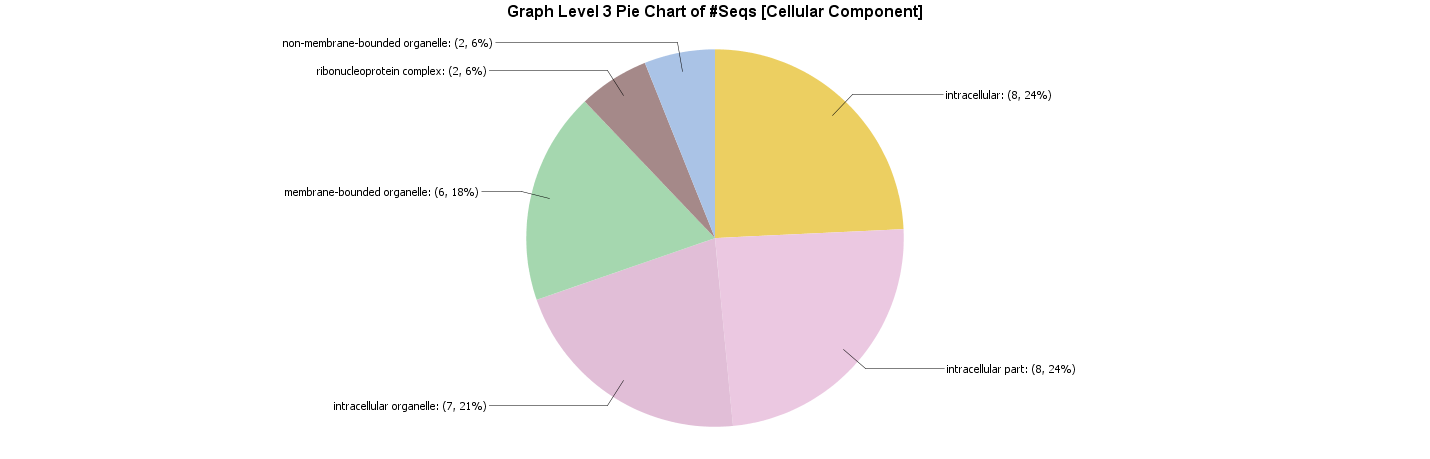 Graph Level 3 Pie Chart of #Seqs [Cellular Component]
non-membrane-bounded organelle: (2, 6%)
ribonucleoprotein complex: (2, 6%)
intracellular: (8, 24%)
membrane-bounded organelle: (6, 18%)
intracellular part: (8, 24%)
intracellular organelle: (7, 21%)